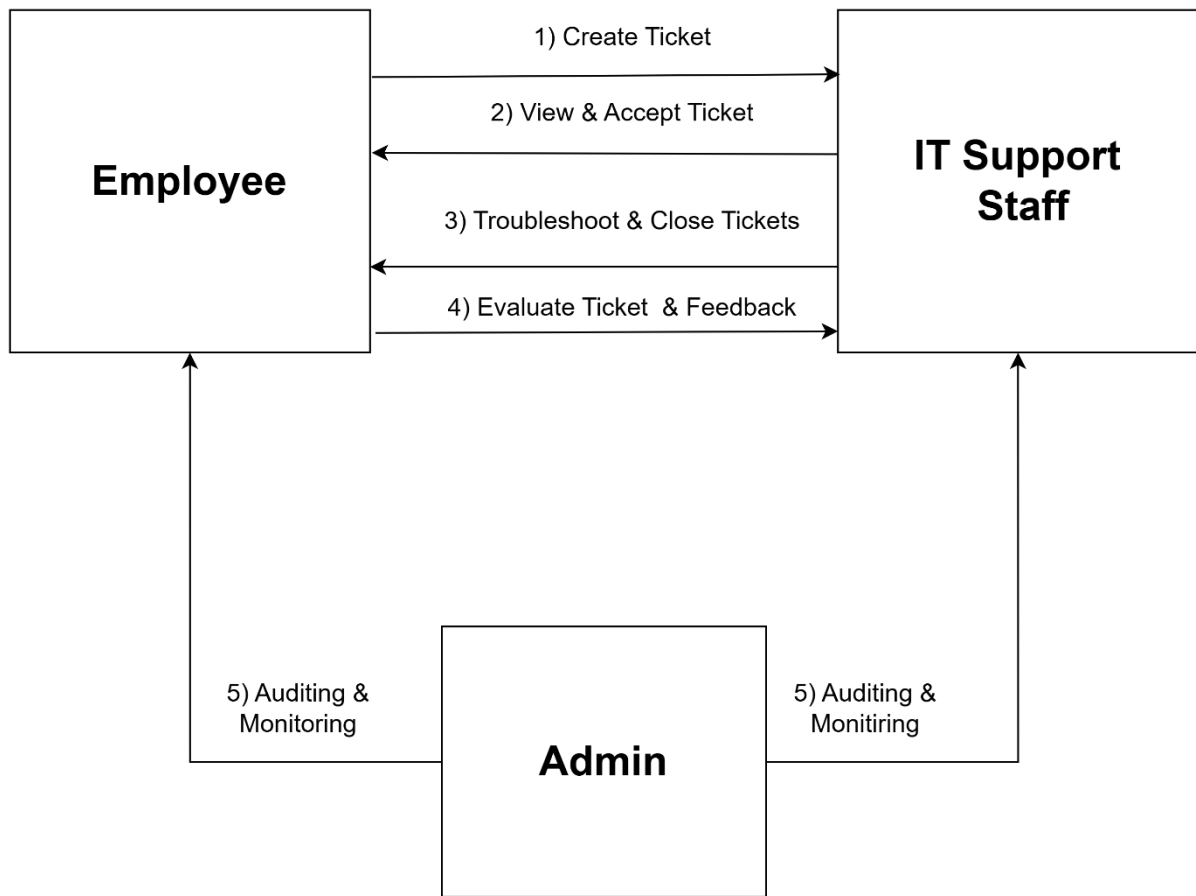 1) Create Ticket
2) View & Accept Ticket
Employee
IT Support
Staff
3) Troubleshoot & Close Tickets
4) Evaluate Ticket & Feedback
5) Auditing &
Monitoring
5) Auditing &
Monitiring
Admin